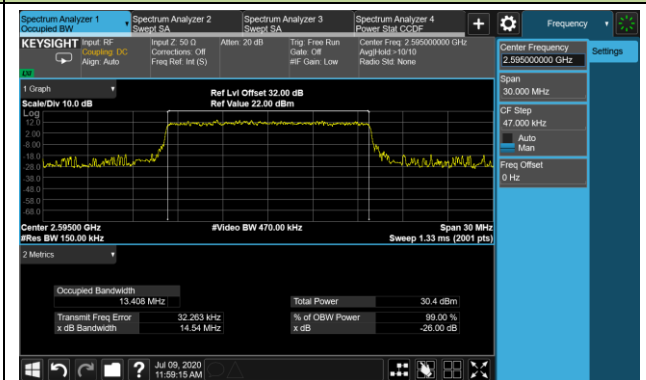 Spectrum Analyzer 1
Occupied BW
Spectrum Analyzer 2
Swept SA
Spectrum Analyzer 3
Swept SA
Spectrum Analyzer 4
Power Stat CCDF
+
Frequency
KEYSIGHT
Input: RF
Coupling: DC
Align: Auto
Input Z: 50 Ω
Corrections: Off
Freq Ref: Int (S)
Atten: 20 dB
Trig: Free Run
Gate: Off
#IF Gain: Low
Center Freq: 2.595000000 GHz
Avg|Hold:>10/10
Radio Std: None
Center Frequency
2.595000000 GHz
Settings
Span
30.000 MHz
CF Step
47.000 kHz
Auto
Man
Freq Offset
0 Hz
1 Graph
Scale/Div 10.0 dB
Ref Lvl Offset 32.00 dB
Ref Value 22.00 dBm
Log
12.0
2.00
-8.00
-18.0
-28.0
-38.0
-48.0
-58.0
-68.0
Center 2.59500 GHz
#Res BW 150.00 kHz
#Video BW 470.00 kHz
Span 30 MHz
Sweep 1.33 ms (2001 pts)
2 Metrics
Occupied Bandwidth
13.408 MHz
Total Power 30.4 dBm
Transmit Freq Error 32.263 kHz
% of OBW Power 99.00 %
x dB Bandwidth 14.54 MHz
x dB -26.00 dB
?
Jul 09, 2020
11:59:15 AM